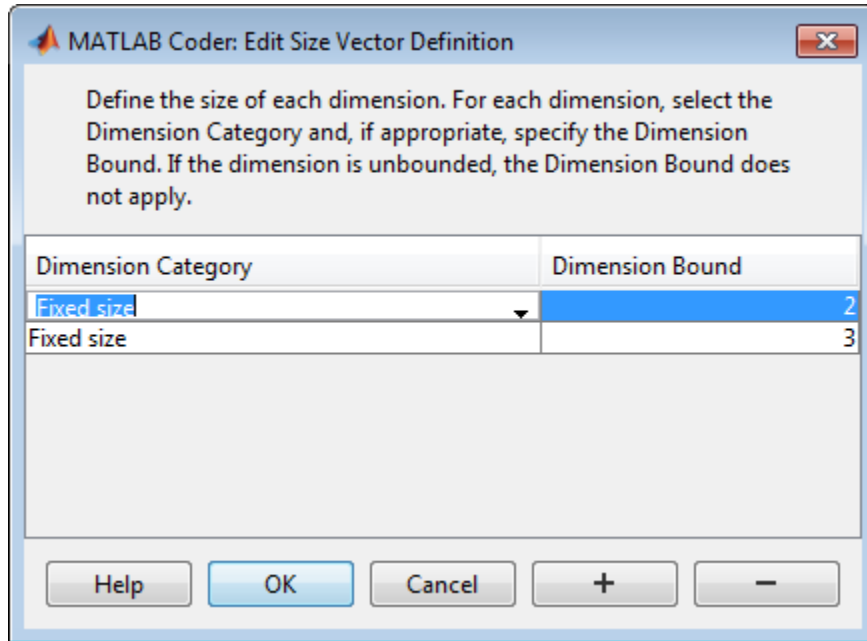 MATLAB Coder: Edit Size Vector Definition
Define the size of each dimension. For each dimension, select the
Dimension Category and, if appropriate, specify the Dimension
Bound. If the dimension is unbounded, the Dimension Bound does
not apply.
Dimension Category Dimension Bound
Fixed size 2
Fixed size 3
Help OK Cancel + −